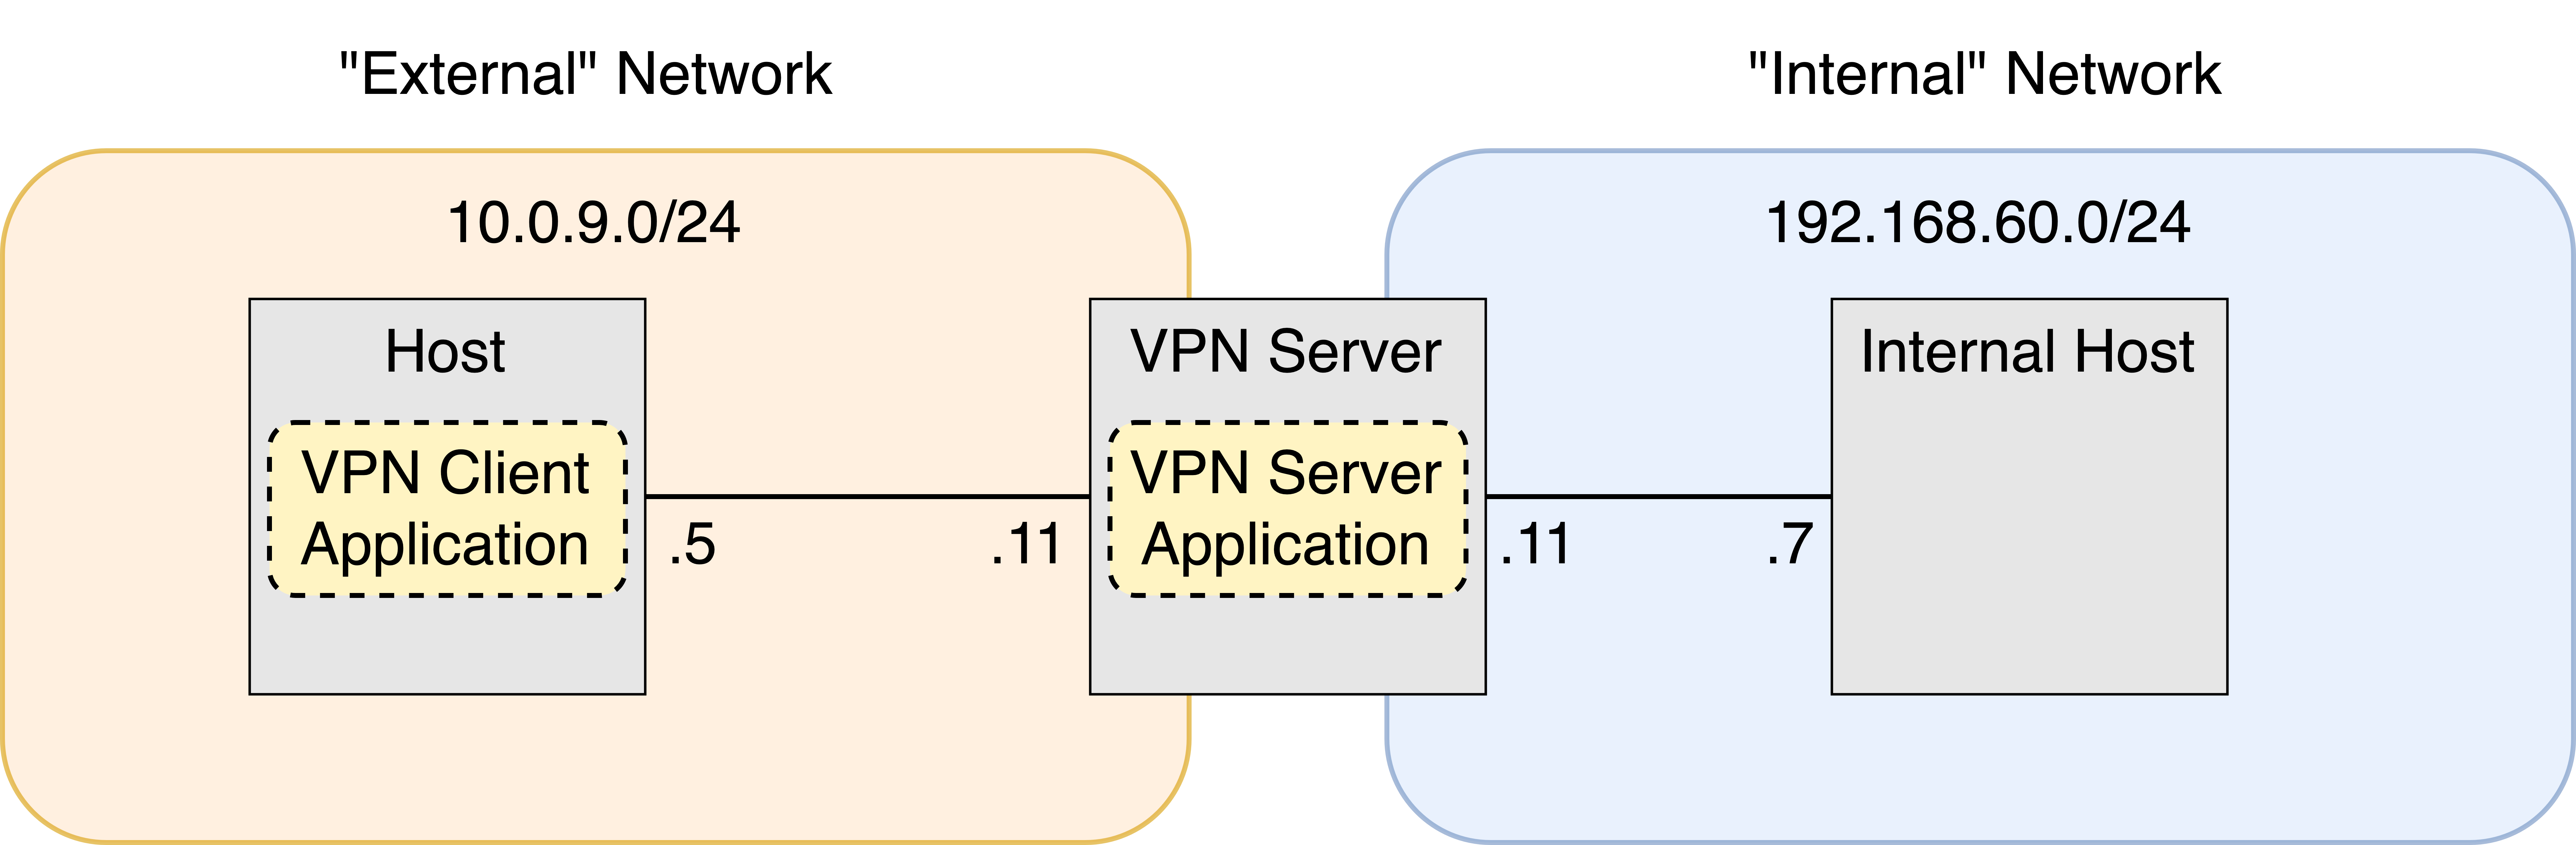 "External" Network
"Internal" Network
10.0.9.0/24
192.168.60.0/24
Host
VPN Server
Internal Host
VPN Client
Application
VPN Server
Application
.5
.11
.11
.7